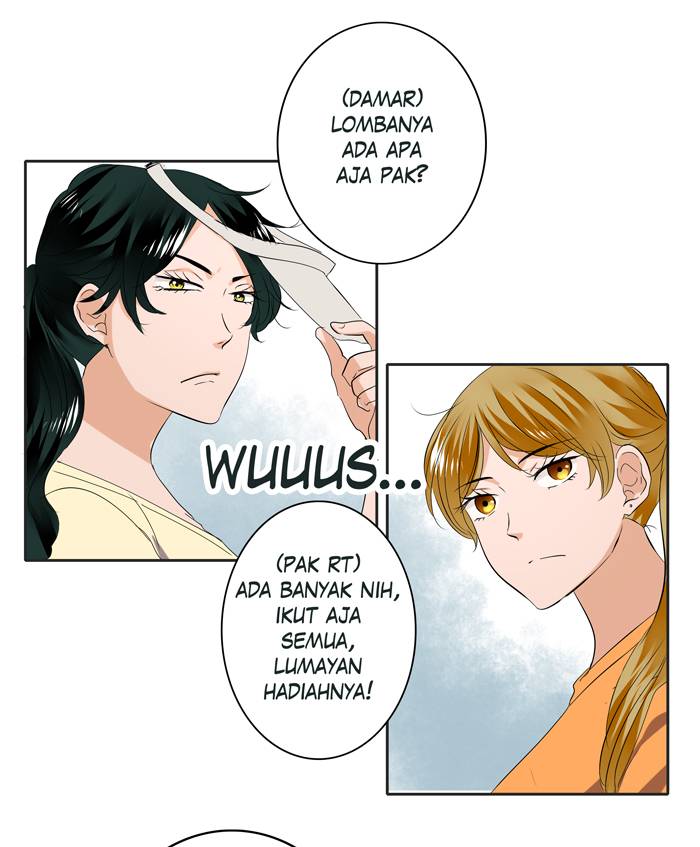 (DAMAR)
LOMBANYA
ADA APA
AJA PAK?
WUUUS...
(PAK RT)
ADA BANYAK NIH,
IKUT AJA
SEMUA,
LUMAYAN
HADIAHNYA!